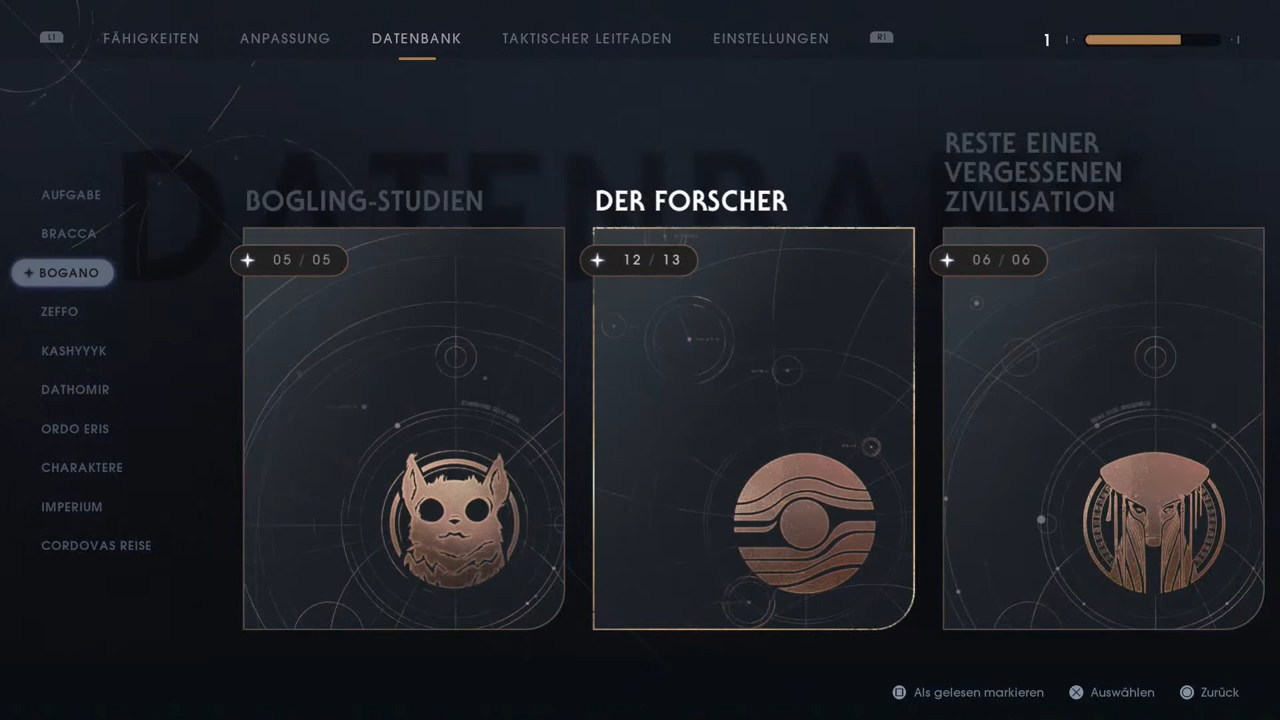 L1
FÄHIGKEITEN
ANPASSUNG
DATENBANK
TAKTISCHER LEITFADEN
EINSTELLUNGEN
R1
1
DATENBANK
AUFGABE
BRACCA
BOGANO
ZEFFO
KASHYYYK
DATHOMIR
ORDO ERIS
CHARAKTERE
IMPERIUM
CORDOVAS REISE
BOGLING-STUDIEN
05 / 05
DER FORSCHER
12 / 13
RESTE EINER
VERGESSENEN
ZIVILISATION
06 / 06
Als gelesen markieren
Auswählen
Zurück